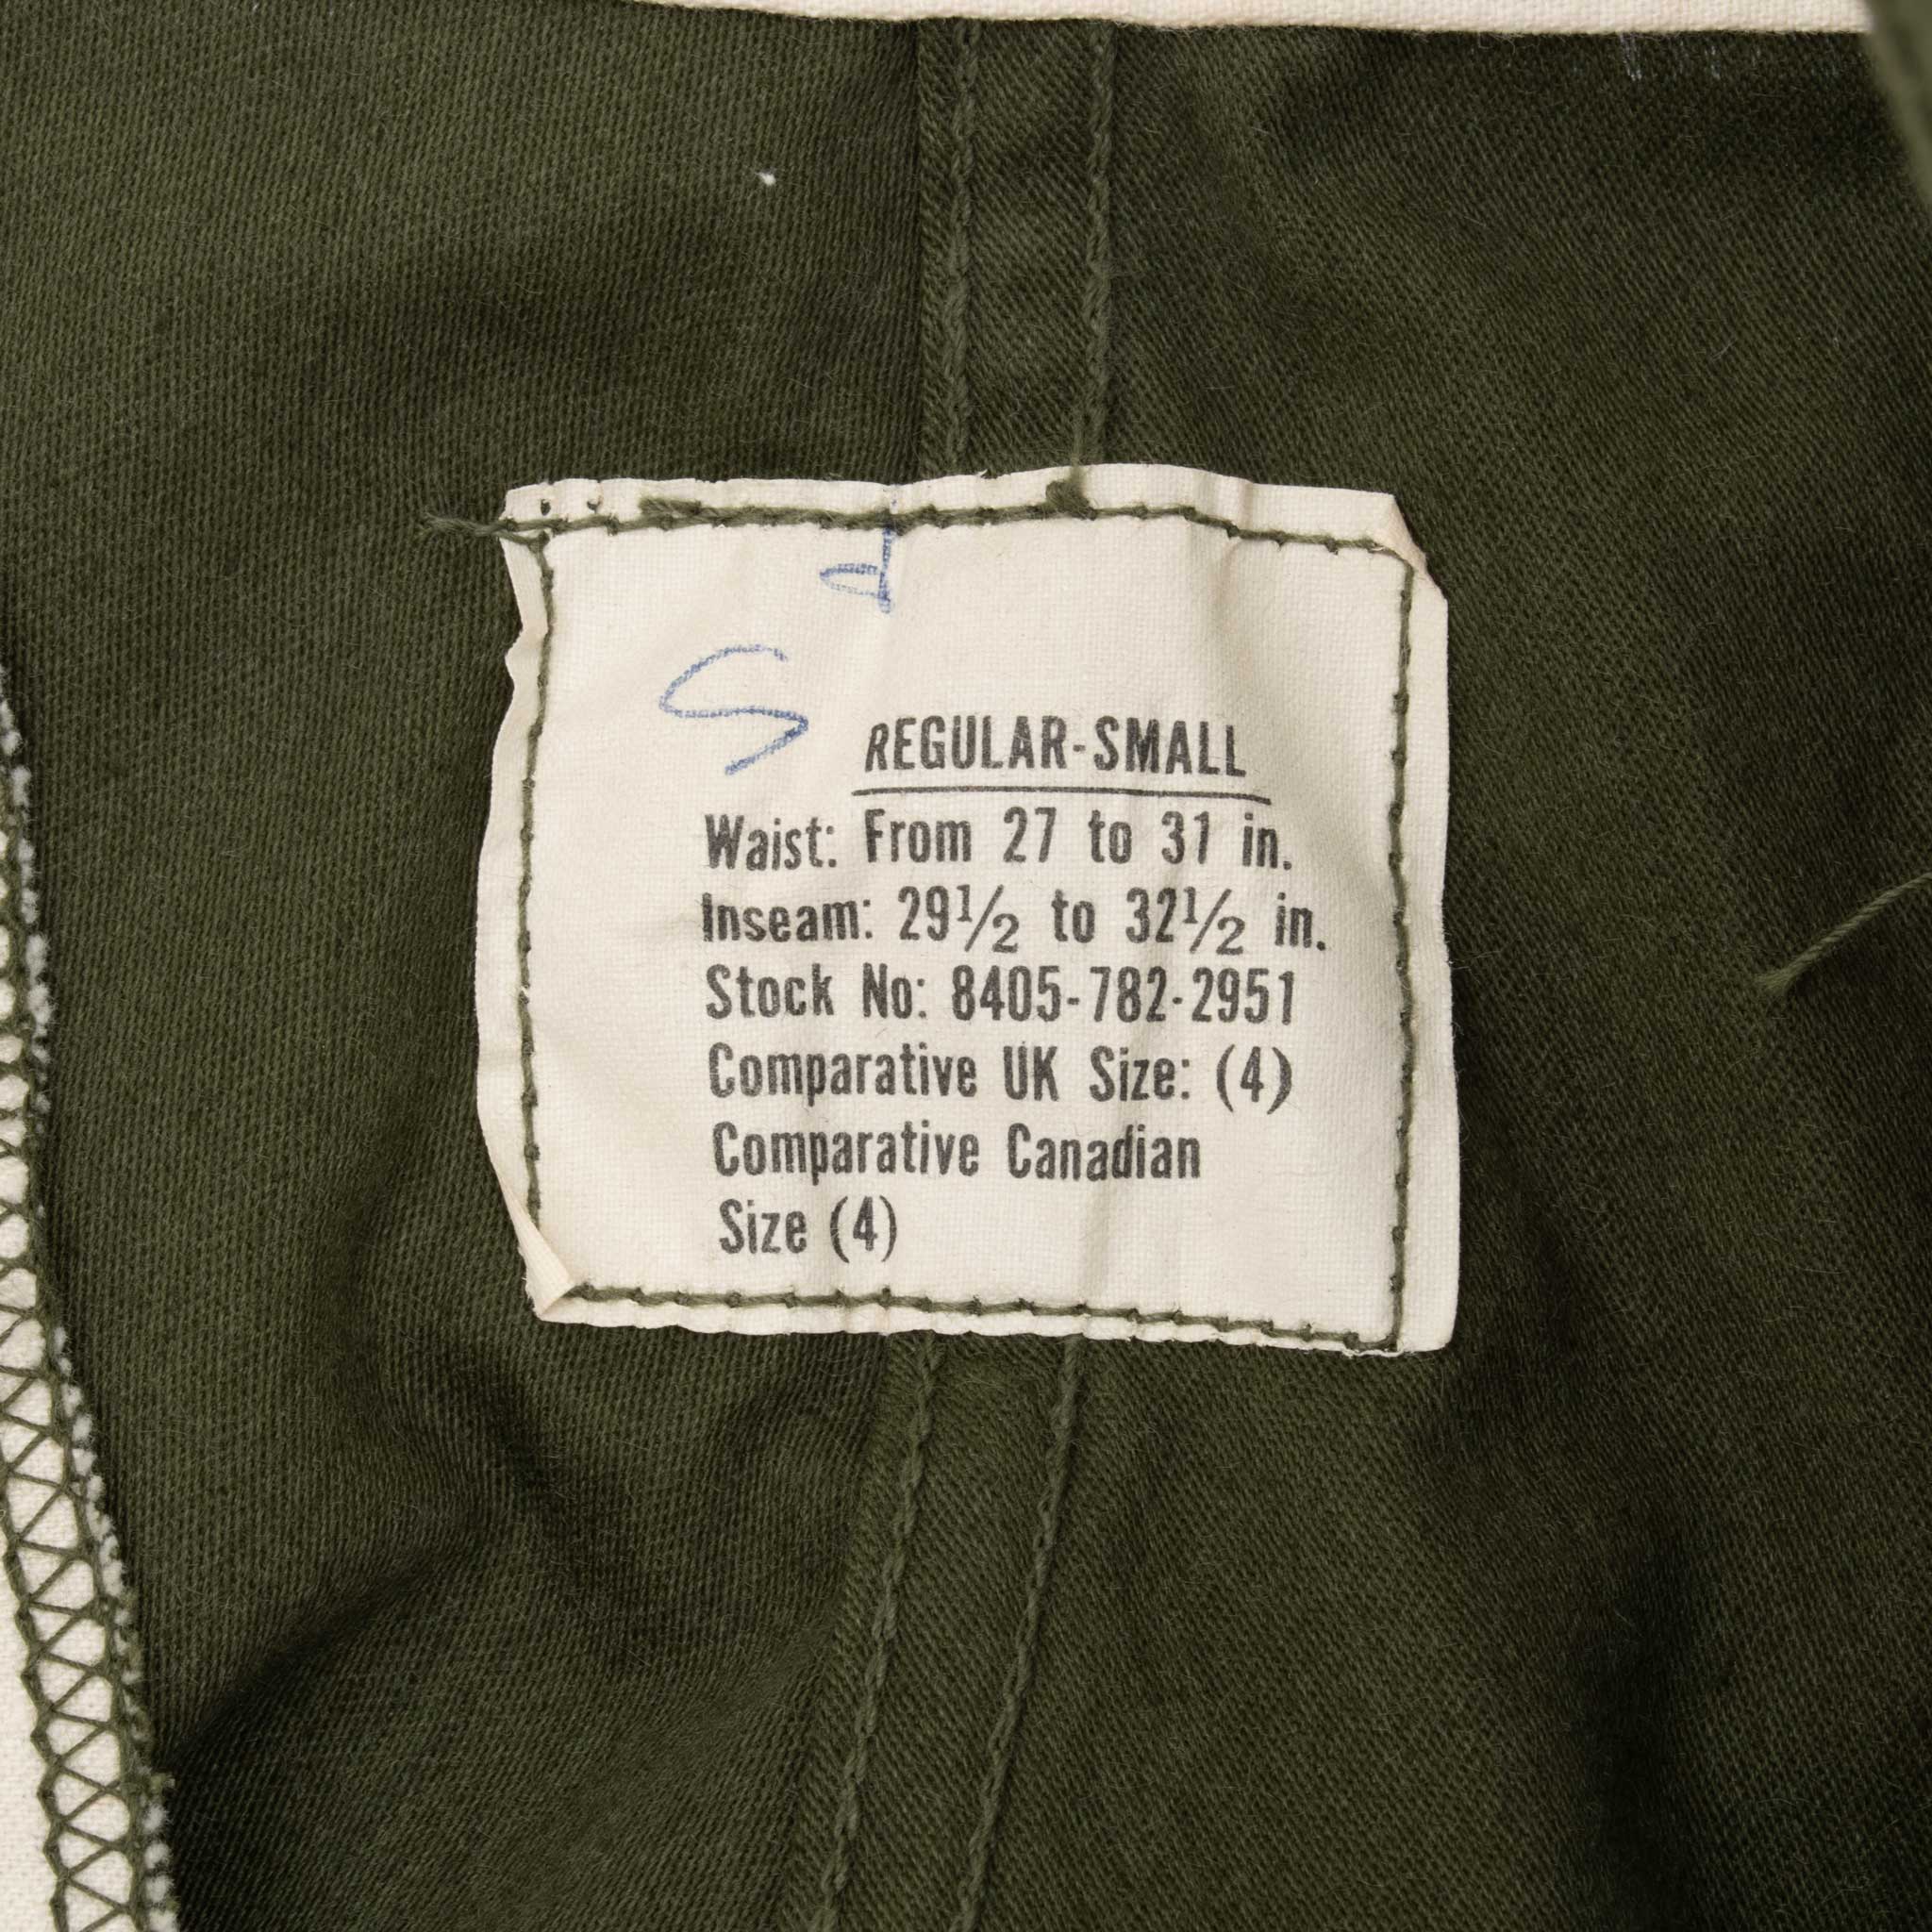 d
S
REGULAR-SMALL
Waist: From 27 to 31 in.
Inseam: 29½ to 32½ in.
Stock No: 8405-782-2951
Comparative UK Size: (4)
Comparative Canadian
Size (4)